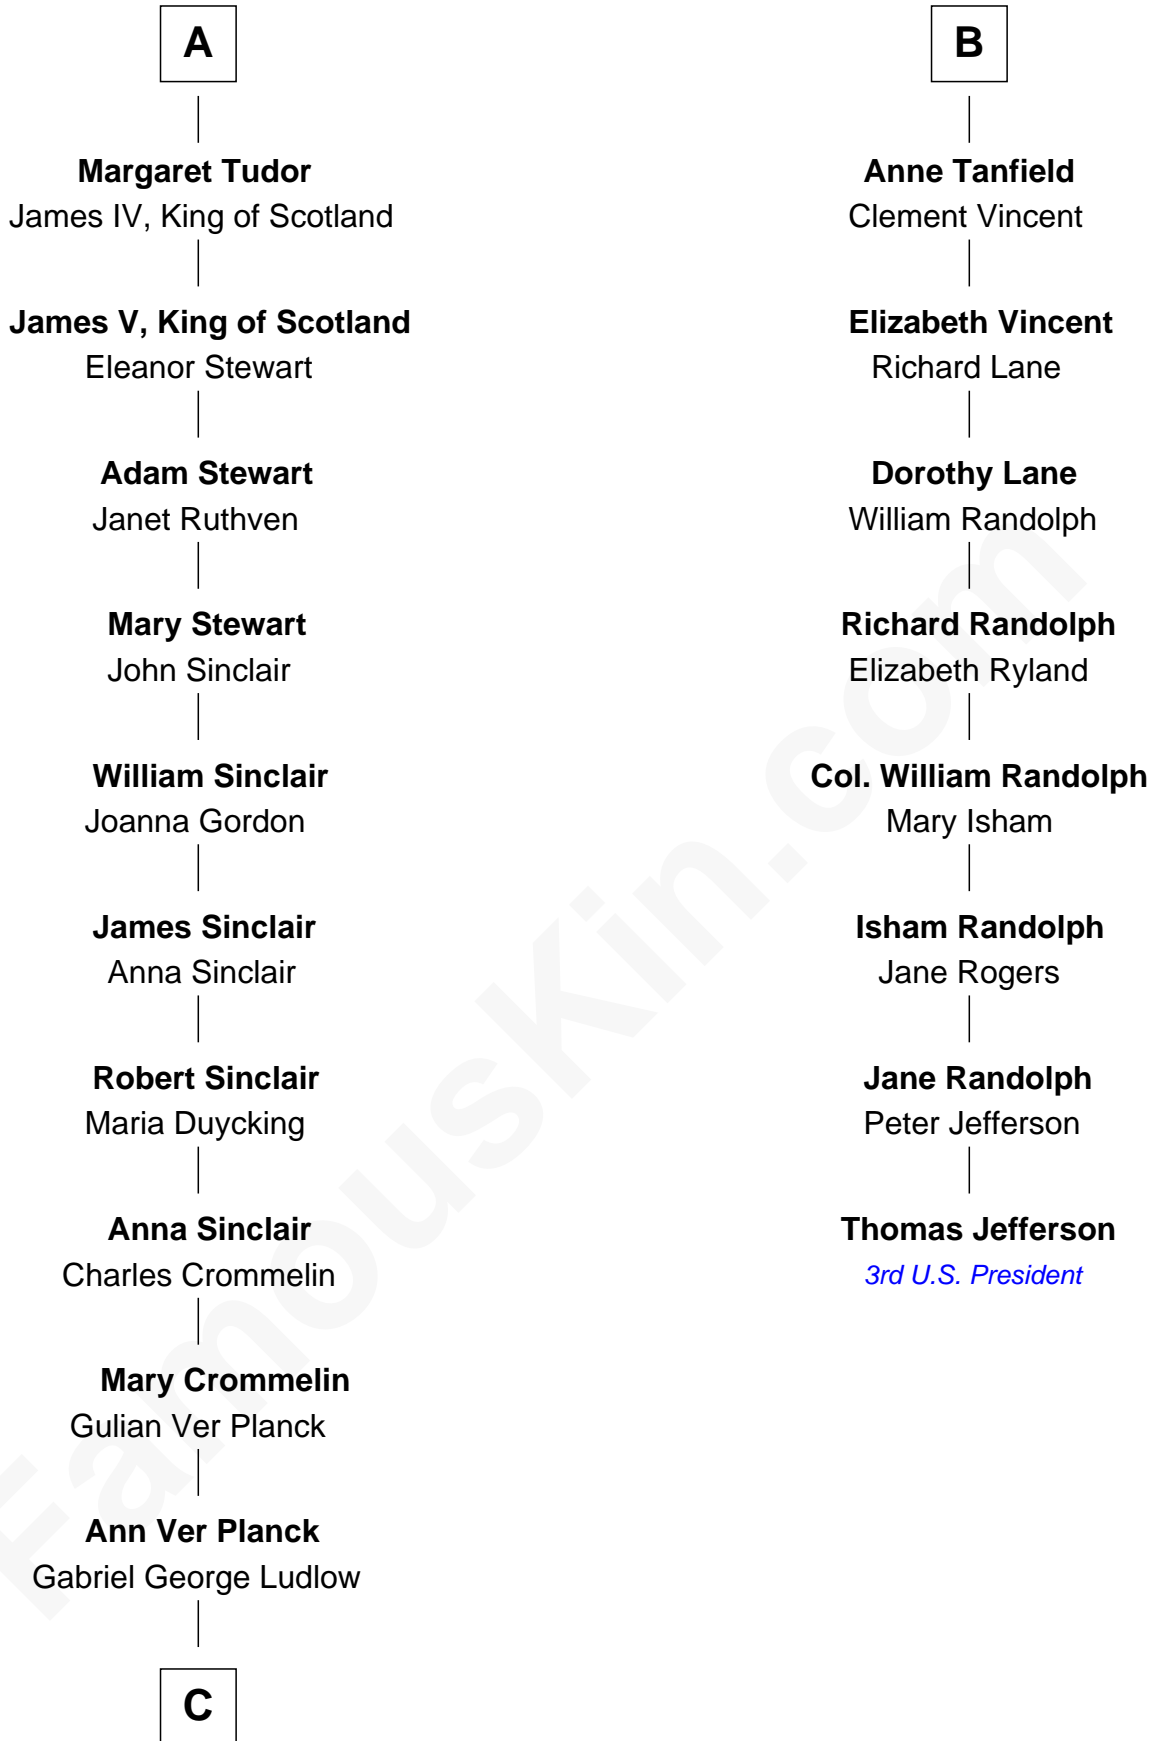 A
Margaret Tudor
James IV, King of Scotland
James V, King of Scotland
Eleanor Stewart
Adam Stewart
Janet Ruthven
Mary Stewart
John Sinclair
William Sinclair
Joanna Gordon
James Sinclair
Anna Sinclair
Robert Sinclair
Maria Duycking
Anna Sinclair
Charles Crommelin
Mary Crommelin
Gulian Ver Planck
Ann Ver Planck
Gabriel George Ludlow
C
B
Anne Tanfield
Clement Vincent
Elizabeth Vincent
Richard Lane
Dorothy Lane
William Randolph
Richard Randolph
Elizabeth Ryland
Col. William Randolph
Mary Isham
Isham Randolph
Jane Rogers
Jane Randolph
Peter Jefferson
Thomas Jefferson
3rd U.S. President
FamousKin.com